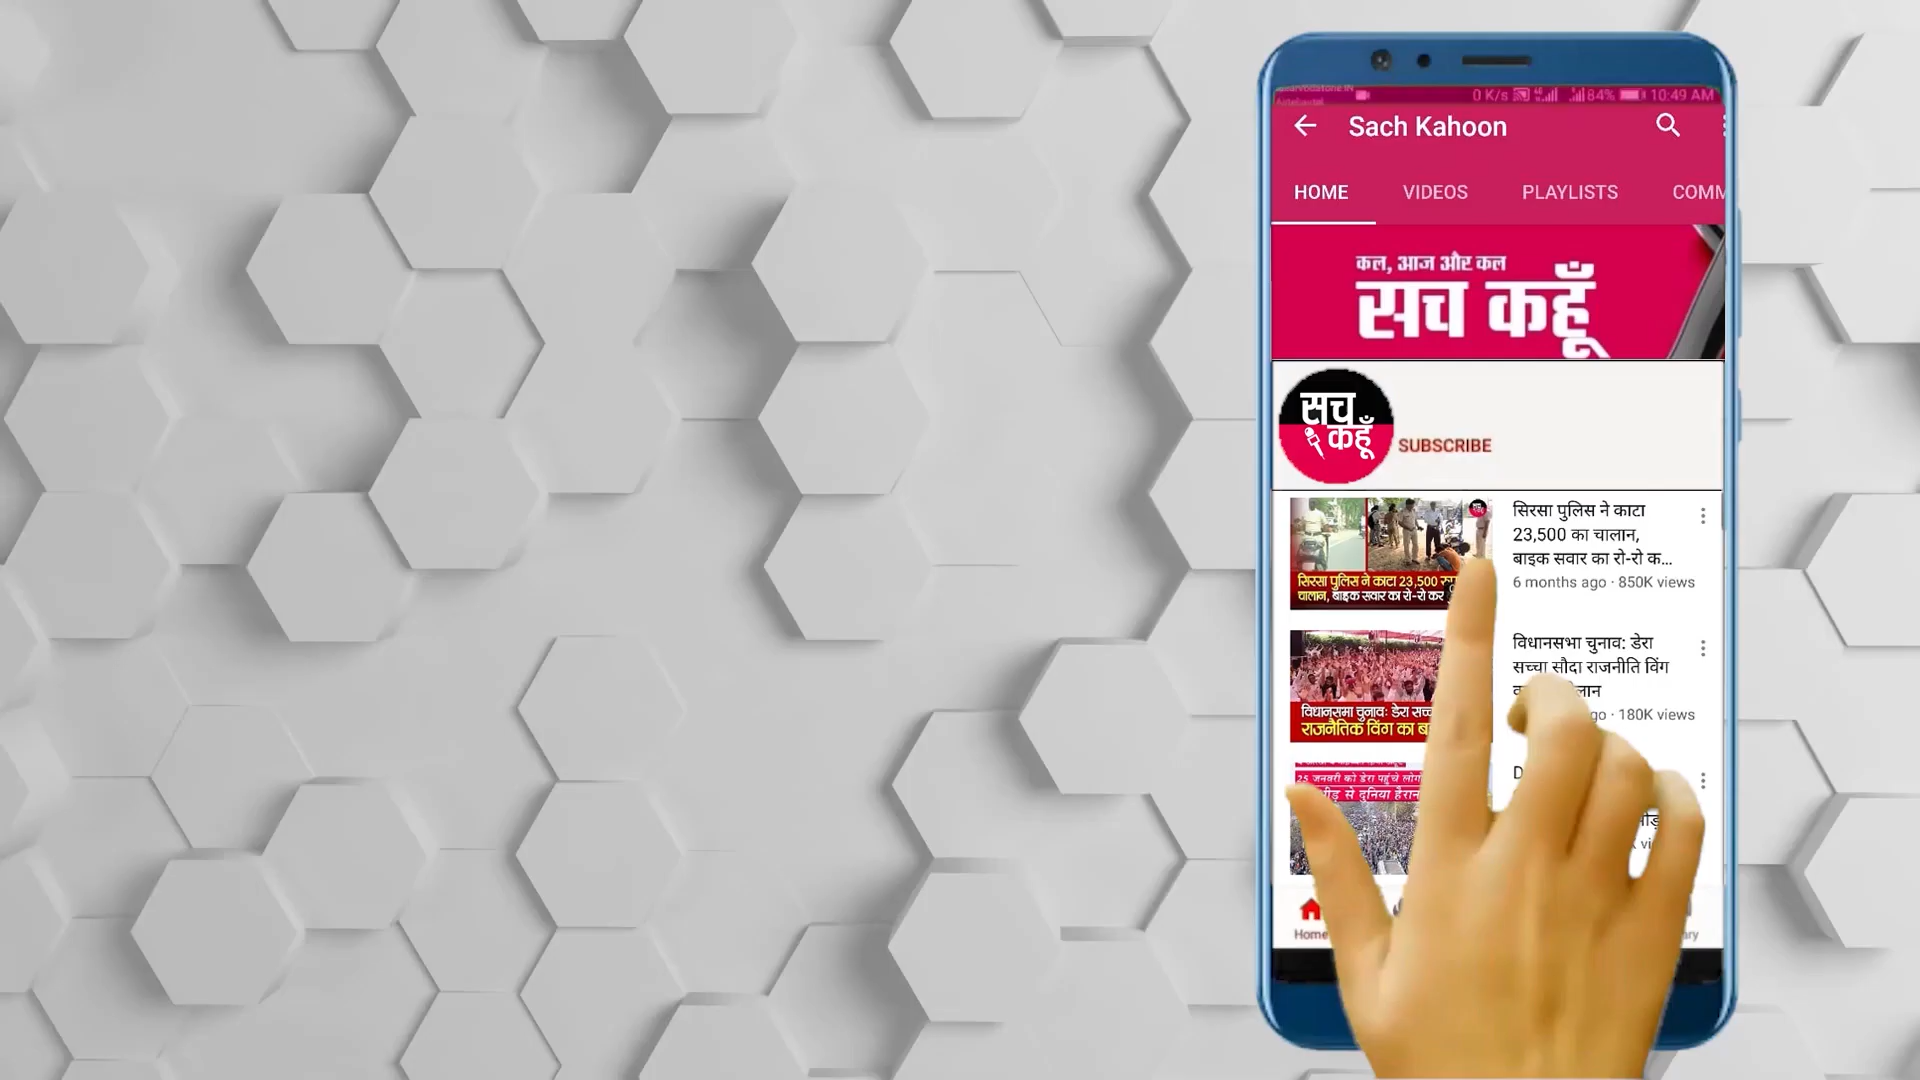 0 K/s 84% 10:49 AM
Sach Kahoon
HOME VIDEOS PLAYLISTS COMM
कल, आज और कल
सच कहूँ
सच
कहूँ
SUBSCRIBE
सिरसा पुलिस ने काटा 23,500
चालान, बाइक सवार का रो-रो कर
सिरसा पुलिस ने काटा
23,500 का चालान,
बाइक सवार का रो-रो क...
6 months ago · 850K views
विधानसभा चुनाव: डेरा
राजनैतिक विंग का
विधानसभा चुनाव: डेरा
सच्चा सौदा राजनीति विंग
180K views
25 जनवरी को डेरा पहुंचे
से दुनिया हैरान
Home